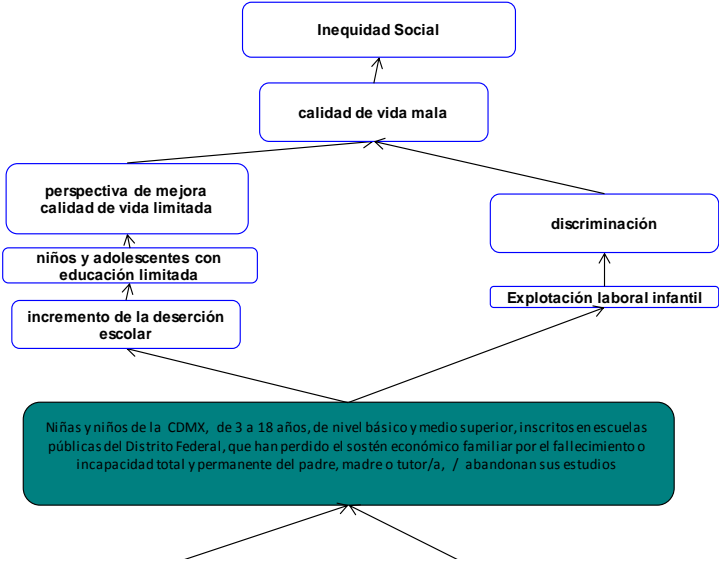 Inequidad Social
calidad de vida mala
perspectiva de mejora
calidad de vida limitada
discriminación
niños y adolescentes con
educación limitada
Explotación laboral infantil
incremento de la deserción
escolar
Niñas y niños de la CDMX, de 3 a 18 años, de nivel básico y medio superior, inscritos en escuelas
públicas del Distrito Federal, que han perdido el sostén económico familiar por el fallecimiento o
incapacidad total y permanente del padre, madre o tutor/a, / abandonan sus estudios